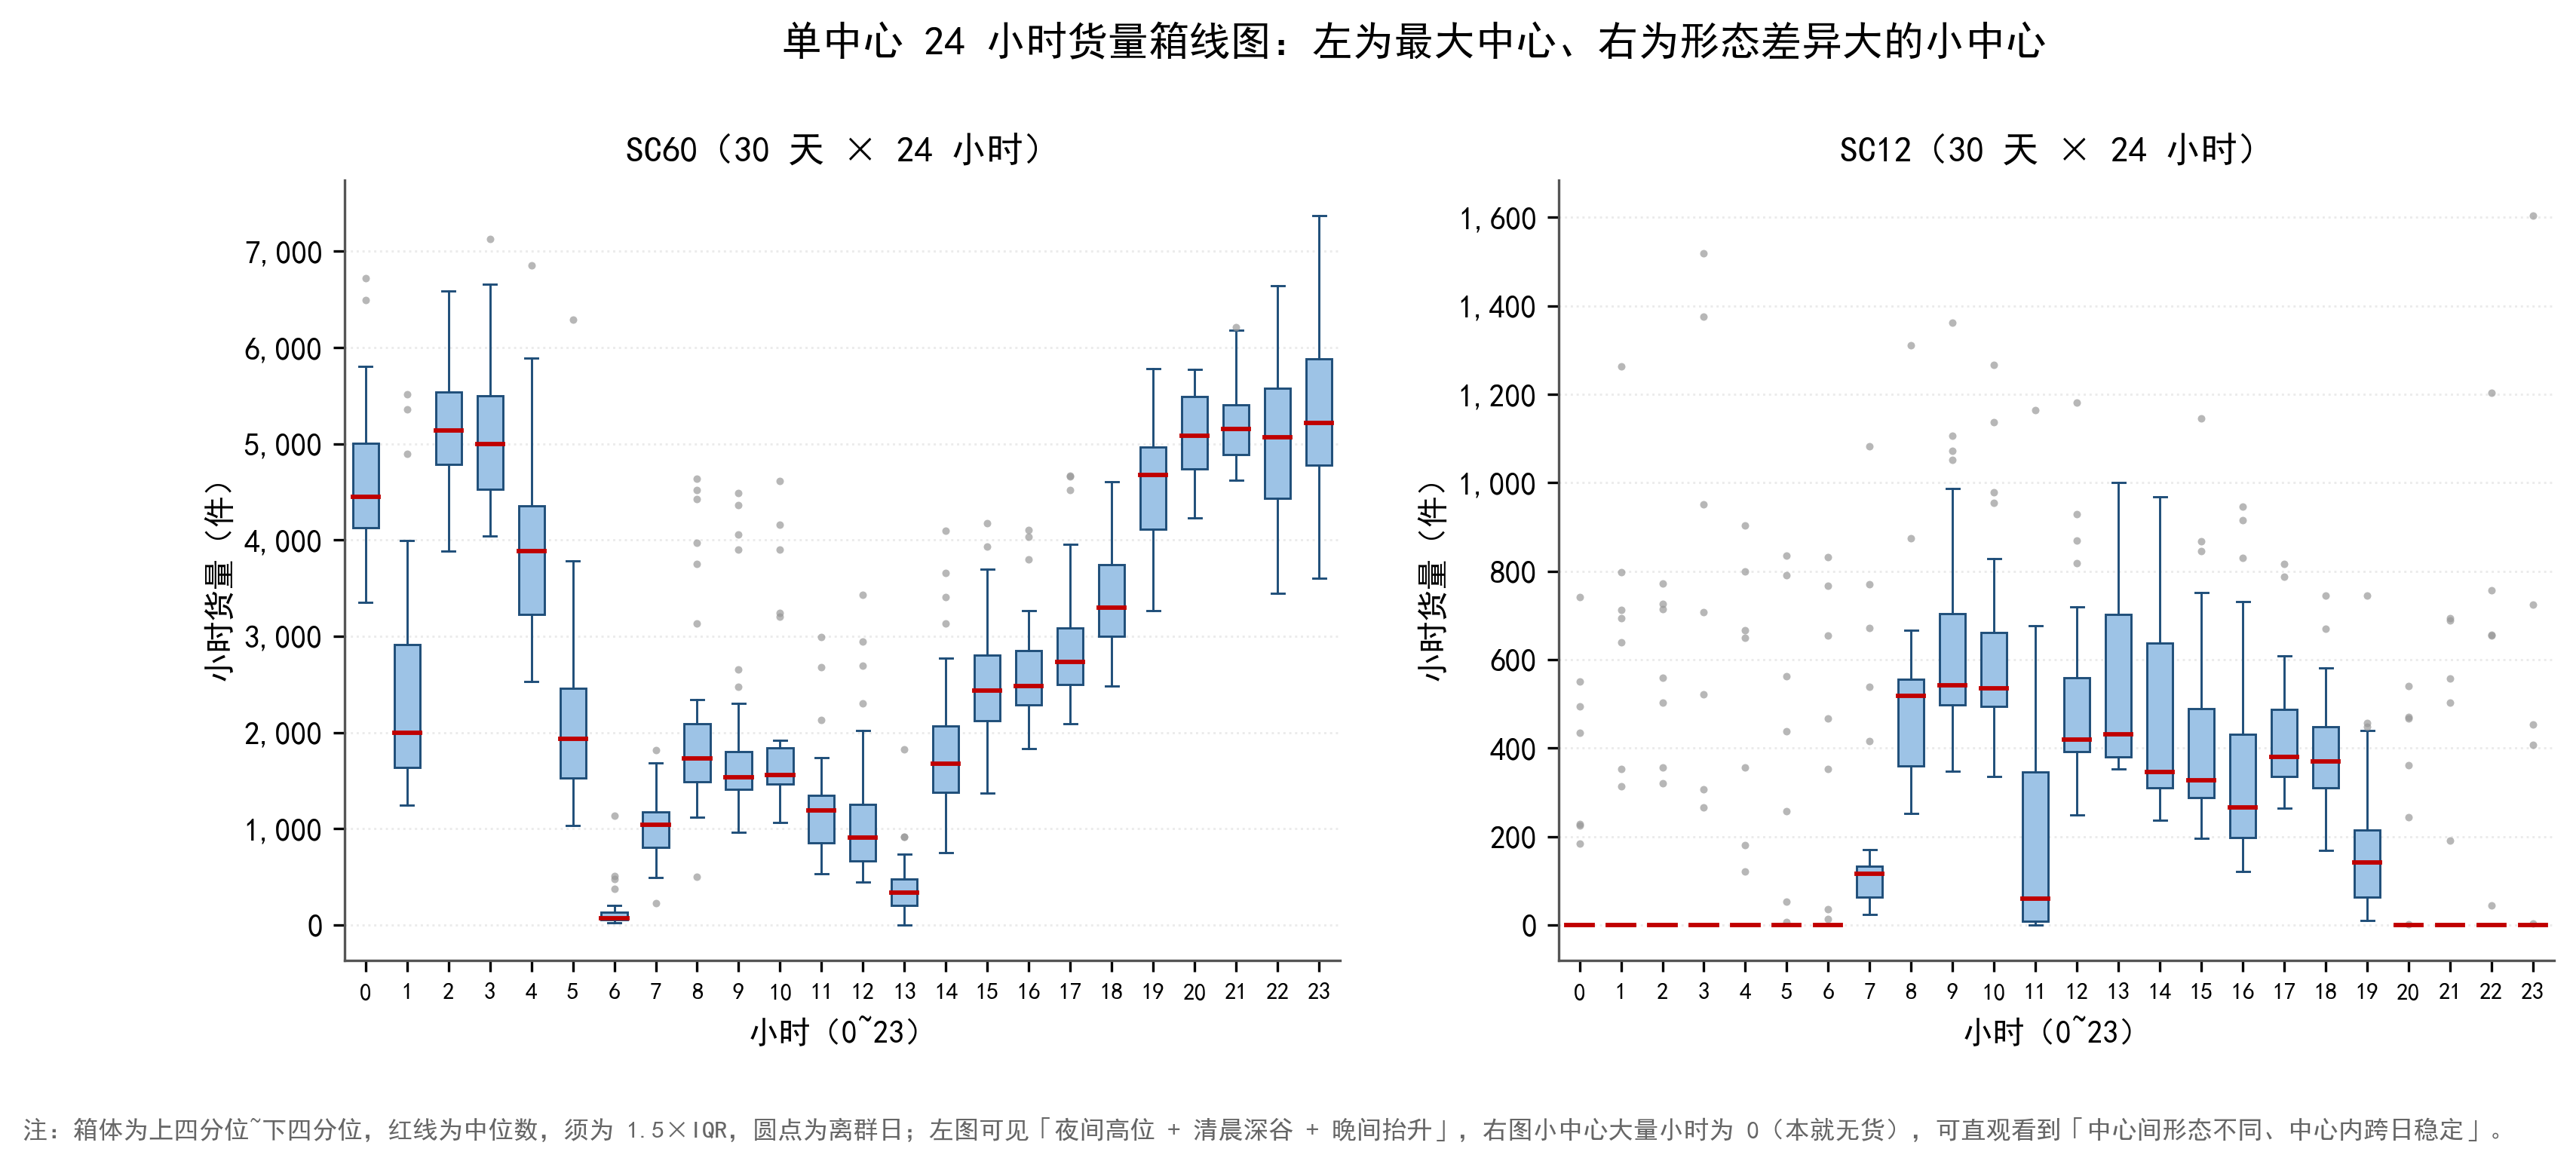 单中心 24 小时货量箱线图：左为最大中心、右为形态差异大的小中心
SC60（30 天 × 24 小时）
小时货量（件）
7,000
6,000
5,000
4,000
3,000
2,000
1,000
0
0 1 2 3 4 5 6 7 8 9 10 11 12 13 14 15 16 17 18 19 20 21 22 23
小时（0~23）
SC12（30 天 × 24 小时）
小时货量（件）
1,600
1,400
1,200
1,000
800
600
400
200
0
0 1 2 3 4 5 6 7 8 9 10 11 12 13 14 15 16 17 18 19 20 21 22 23
小时（0~23）
注：箱体为上四分位~下四分位，红线为中位数，须为 1.5×IQR，圆点为离群日；左图可见「夜间高位 + 清晨深谷 + 晚间抬升」，右图小中心大量小时为 0（本就无货），可直观看到「中心间形态不同、中心内跨日稳定」。